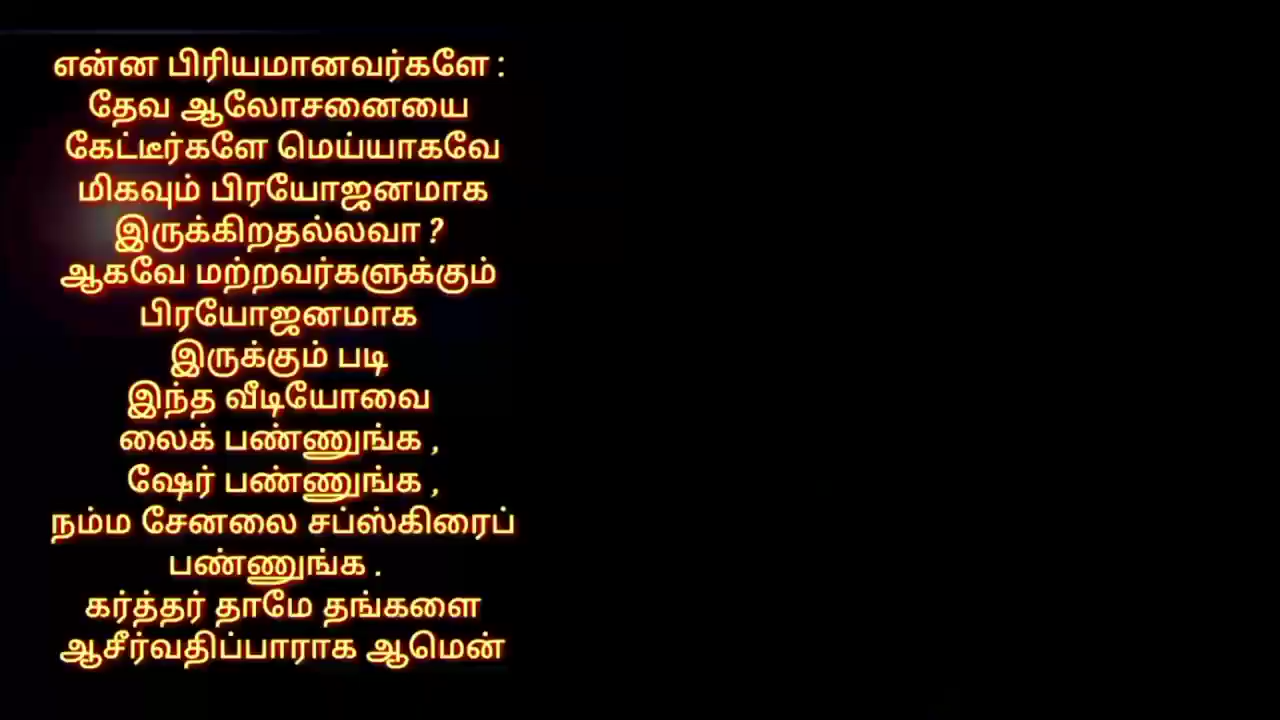 என்ன பிரியமானவர்களே :
தேவ ஆலோசனையை
கேட்டீர்களே மெய்யாகவே
மிகவும் பிரயோஜனமாக
இருக்கிறதல்லவா ?
ஆகவே மற்றவர்களுக்கும்
பிரயோஜனமாக
இருக்கும் படி
இந்த வீடியோவை
லைக் பண்ணுங்க ,
ஷேர் பண்ணுங்க ,
நம்ம சேனலை சப்ஸ்கிரைப்
பண்ணுங்க .
கர்த்தர் தாமே தங்களை
ஆசீர்வதிப்பாராக ஆமென்